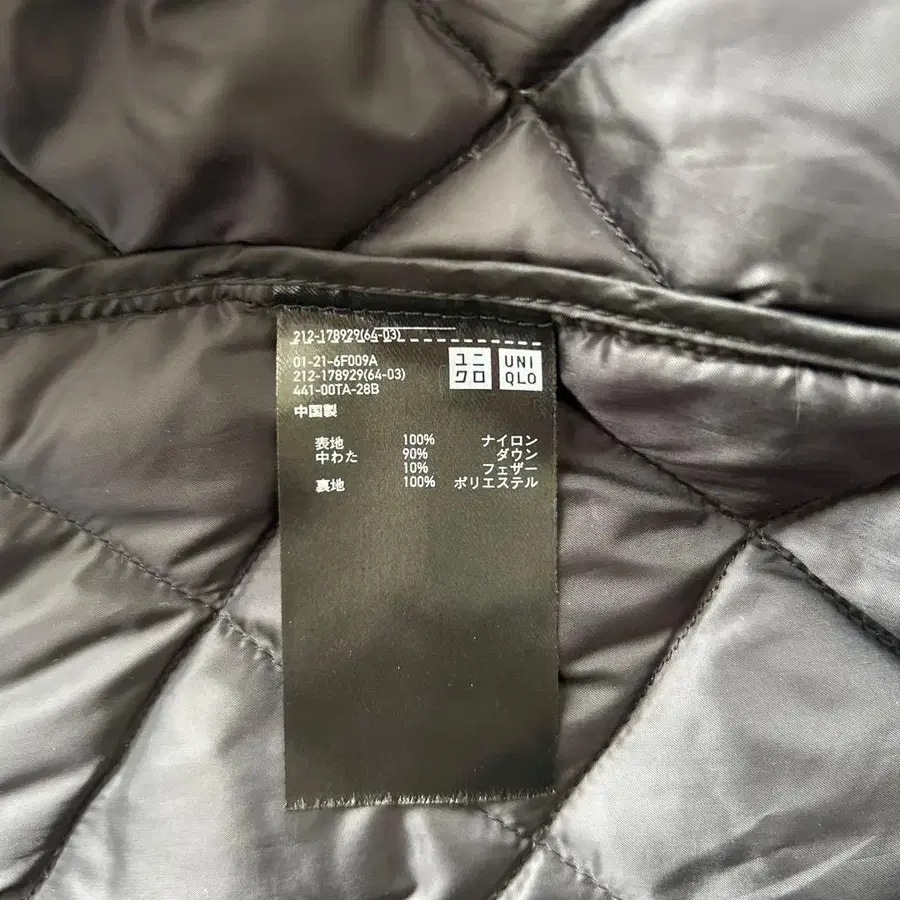 212-178929(64-03)
01-21-6F009A
212-178929(64-03)
441-00TA-28B
ユニクロ
UNIQLO
中国製
表地 100% ナイロン
中わた 90% ダウン
10% フェザー
裏地 100% ポリエステル